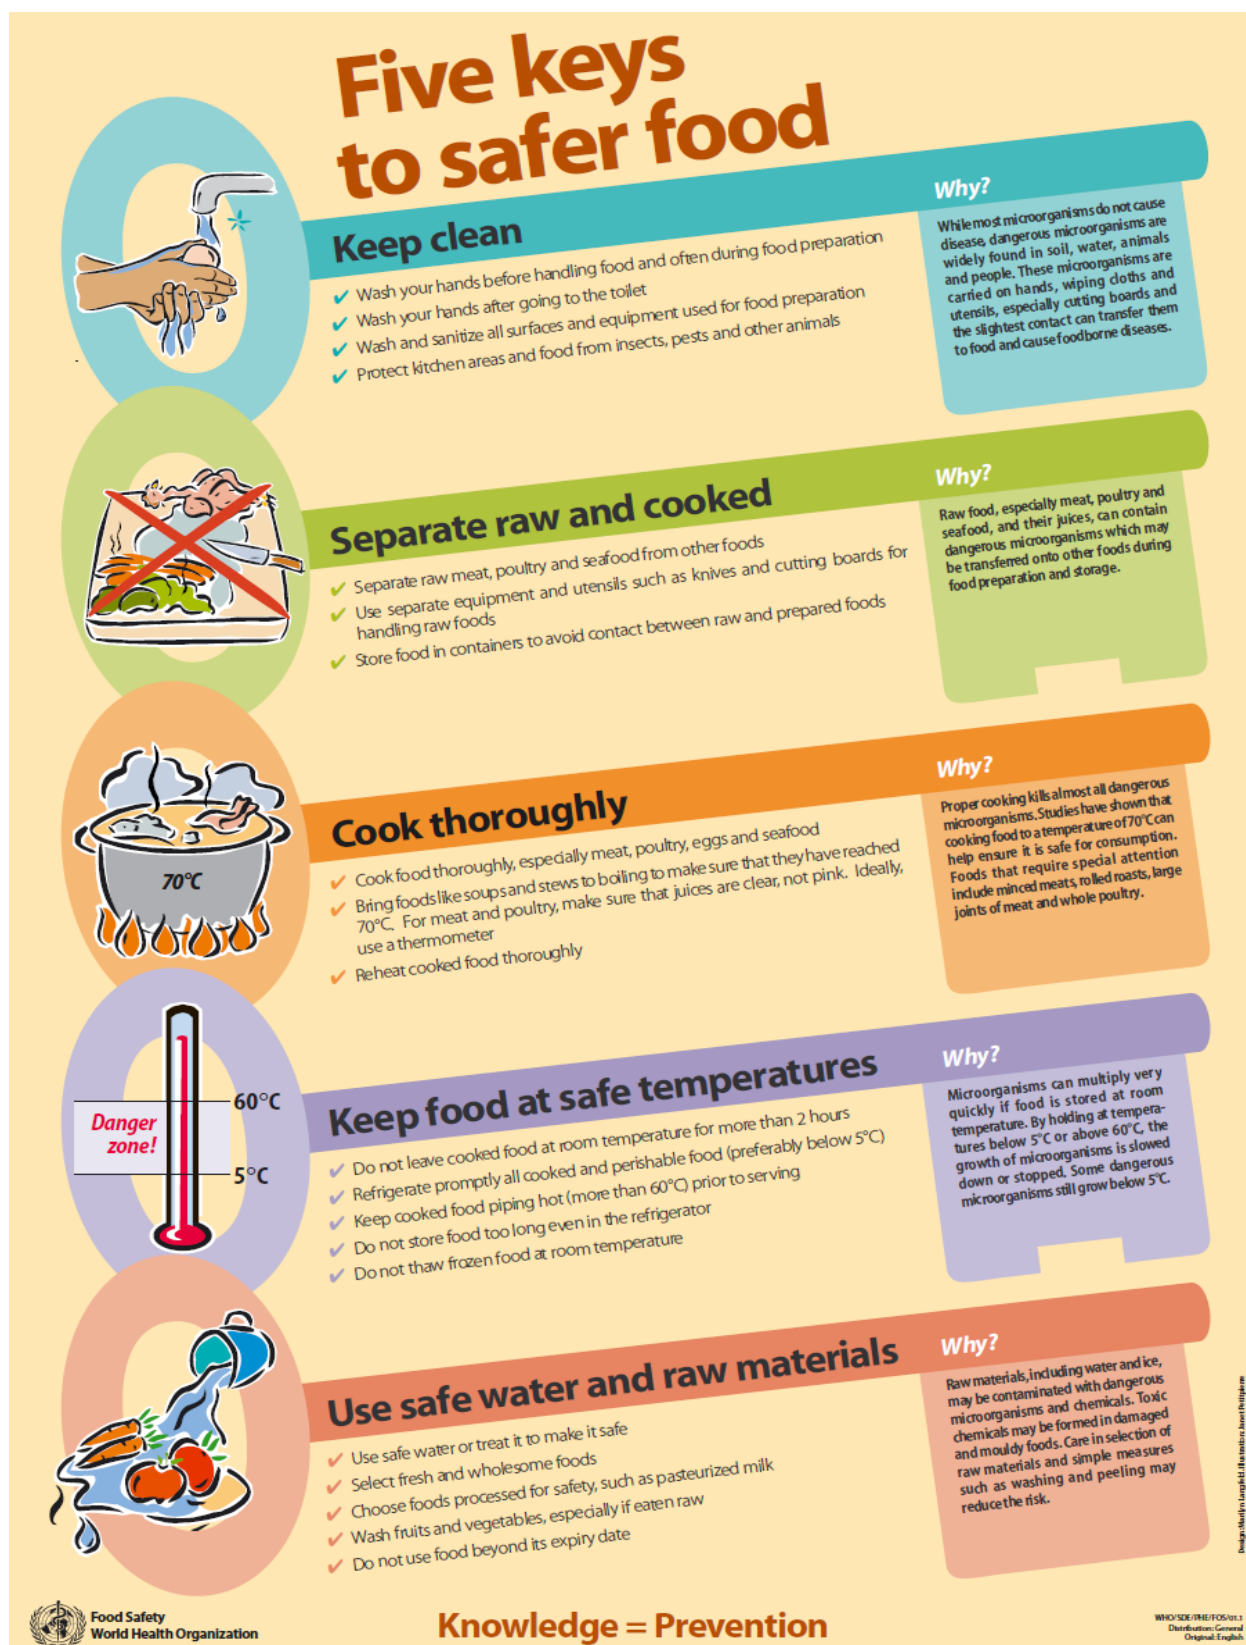 Five keys
to safer food
Keep clean
✔ Wash your hands before handling food and often during food preparation
✔ Wash your hands after going to the toilet
✔ Wash and sanitize all surfaces and equipment used for food preparation
✔ Protect kitchen areas and food from insects, pests and other animals
Why?
While most microorganisms do not cause
disease, dangerous microorganisms are
widely found in soil, water, animals
and people. These microorganisms are
carried on hands, wiping cloths and
utensils, especially cutting boards and
the slightest contact can transfer them
to food and cause foodborne diseases.
Separate raw and cooked
✔ Separate raw meat, poultry and seafood from other foods
✔ Use separate equipment and utensils such as knives and cutting boards for
handling raw foods
✔ Store food in containers to avoid contact between raw and prepared foods
Why?
Raw food, especially meat, poultry and
seafood, and their juices, can contain
dangerous microorganisms which may
be transferred onto other foods during
food preparation and storage.
70°C
Cook thoroughly
✔ Cook food thoroughly, especially meat, poultry, eggs and seafood
✔ Bring foods like soups and stews to boiling to make sure that they have reached
70°C. For meat and poultry, make sure that juices are clear, not pink. Ideally,
use a thermometer
✔ Reheat cooked food thoroughly
Why?
Proper cooking kills almost all dangerous
microorganisms. Studies have shown that
cooking food to a temperature of 70°C can
help ensure it is safe for consumption.
Foods that require special attention
include minced meats, rolled roasts, large
joints of meat and whole poultry.
Danger
zone!
60°C
5°C
Keep food at safe temperatures
✔ Do not leave cooked food at room temperature for more than 2 hours
✔ Refrigerate promptly all cooked and perishable food (preferably below 5°C)
✔ Keep cooked food piping hot (more than 60°C) prior to serving
✔ Do not store food too long even in the refrigerator
✔ Do not thaw frozen food at room temperature
Why?
Microorganisms can multiply very
quickly if food is stored at room
temperature. By holding at tempera-
tures below 5°C or above 60°C, the
growth of microorganisms is slowed
down or stopped. Some dangerous
microorganisms still grow below 5°C.
Use safe water and raw materials
✔ Use safe water or treat it to make it safe
✔ Select fresh and wholesome foods
✔ Choose foods processed for safety, such as pasteurized milk
✔ Wash fruits and vegetables, especially if eaten raw
✔ Do not use food beyond its expiry date
Why?
Raw materials, including water and ice,
may be contaminated with dangerous
microorganisms and chemicals. Toxic
chemicals may be formed in damaged
and mouldy foods. Care in selection of
raw materials and simple measures
such as washing and peeling may
reduce the risk.
Design: Marilyn Langfeld. Illustration: Janet Petitpierre
Food Safety
World Health Organization
Knowledge = Prevention
WHO/SDE/PHE/FOS/01.1
Distribution: General
Original: English